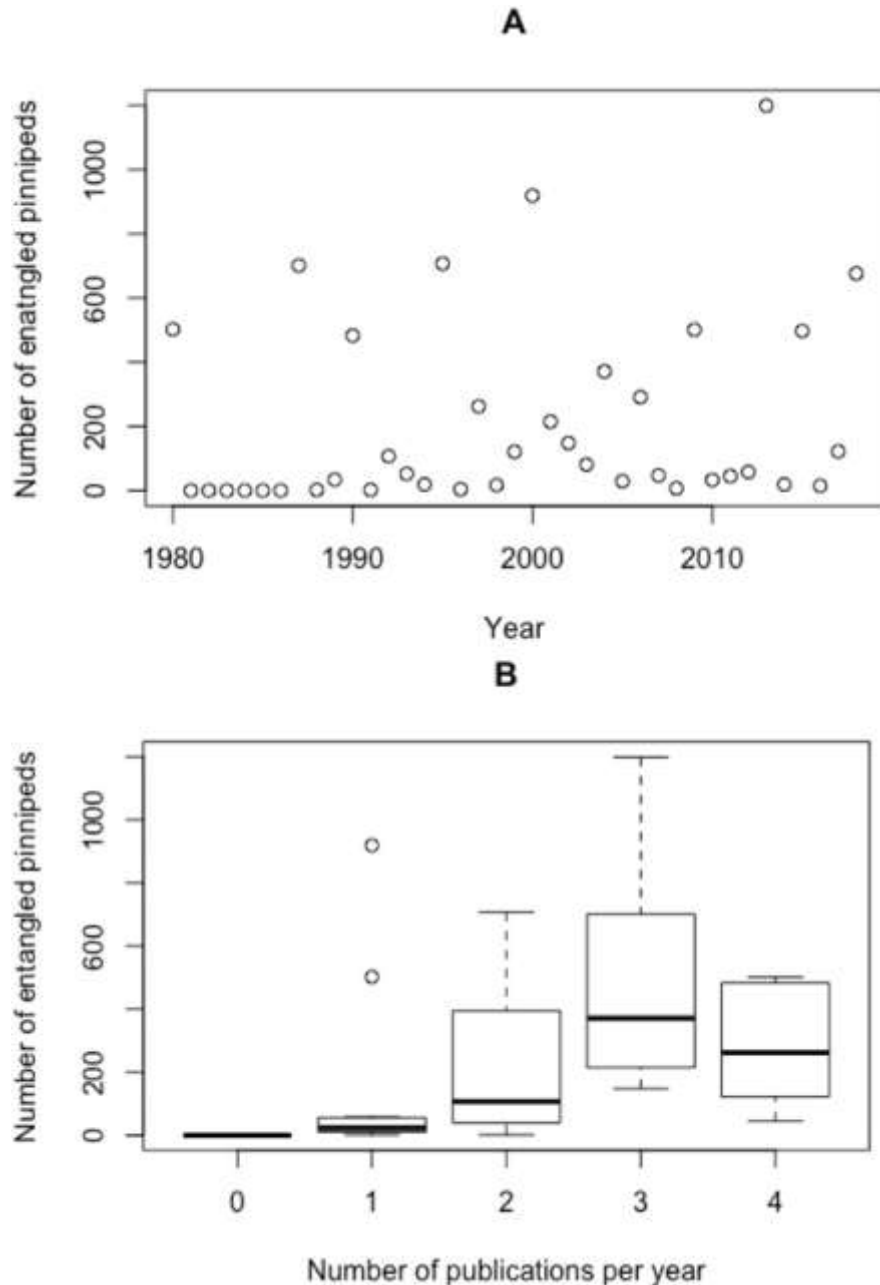 A
Number of enatngled pinnipeds
1000
600
200
0
1980 1990 2000 2010
Year
B
Number of entangled pinnipeds
1000
600
200
0
0 1 2 3 4
Number of publications per year